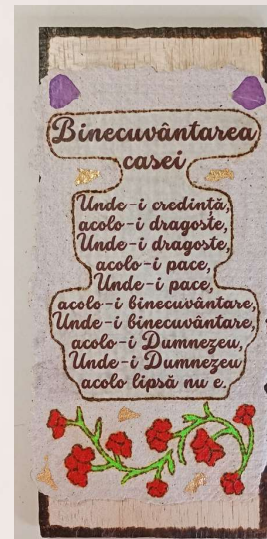 Binecuvântarea
casei
Unde-i credință,
acolo-i dragoste,
Unde-i dragoste,
acolo-i pace,
Unde-i pace,
acolo-i binecuvântare,
Unde-i binecuvântare,
acolo-i Dumnezeu,
Unde-i Dumnezeu
acolo lipsă nu e.